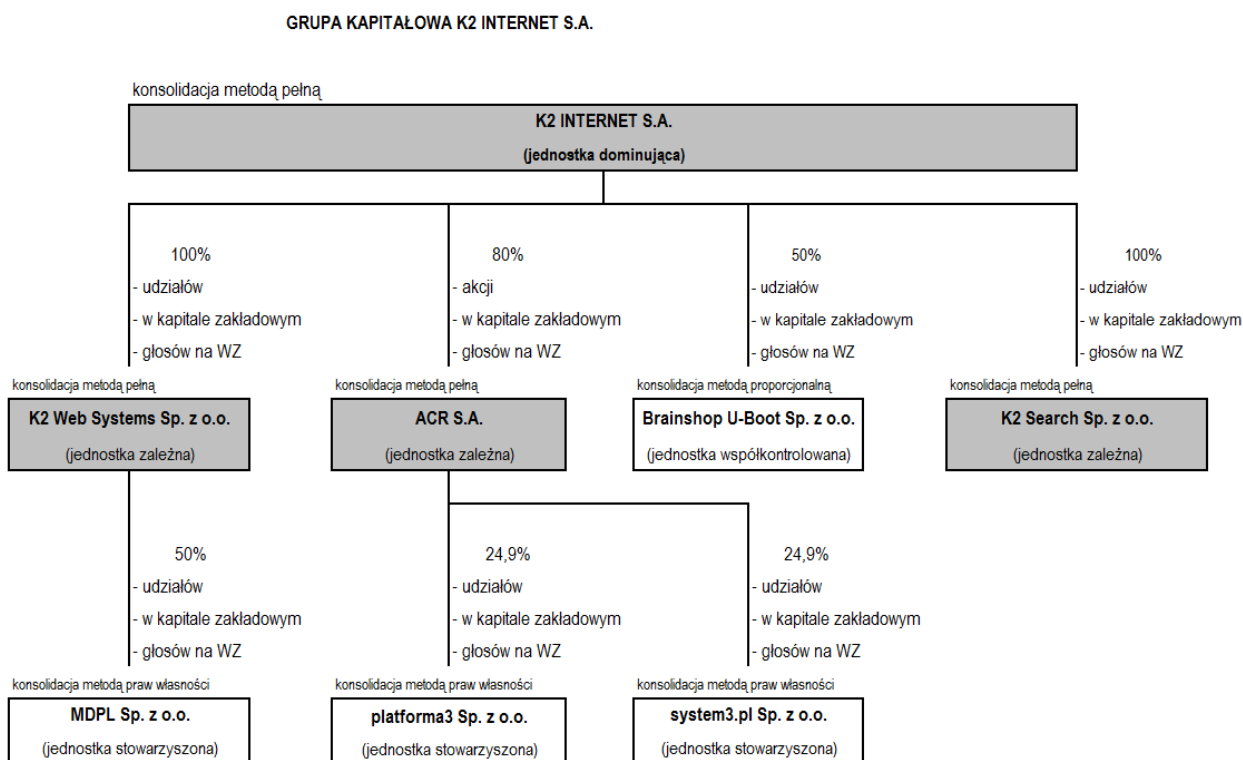 GRUPA KAPITAŁOWA K2 INTERNET S.A.
konsolidacja metodą pełną
K2 INTERNET S.A.
(jednostka dominująca)
100%
- udziałów
- w kapitale zakładowym
- głosów na WZ
80%
- akcji
- w kapitale zakładowym
- głosów na WZ
50%
- udziałów
- w kapitale zakładowym
- głosów na WZ
100%
- udziałów
- w kapitale zakładowym
- głosów na WZ
konsolidacja metodą pełną
K2 Web Systems Sp. z o.o.
(jednostka zależna)
konsolidacja metodą pełną
ACR S.A.
(jednostka zależna)
konsolidacja metodą proporcjonalną
Brainshop U-Boot Sp. z o.o.
(jednostka współkontrolowana)
konsolidacja metodą pełną
K2 Search Sp. z o.o.
(jednostka zależna)
50%
- udziałów
- w kapitale zakładowym
- głosów na WZ
24,9%
- udziałów
- w kapitale zakładowym
- głosów na WZ
24,9%
- udziałów
- w kapitale zakładowym
- głosów na WZ
konsolidacja metodą praw własności
MDPL Sp. z o.o.
(jednostka stowarzyszona)
konsolidacja metodą praw własności
platforma3 Sp. z o.o.
(jednostka stowarzyszona)
konsolidacja metodą praw własności
system3.pl Sp. z o.o.
(jednostka stowarzyszona)